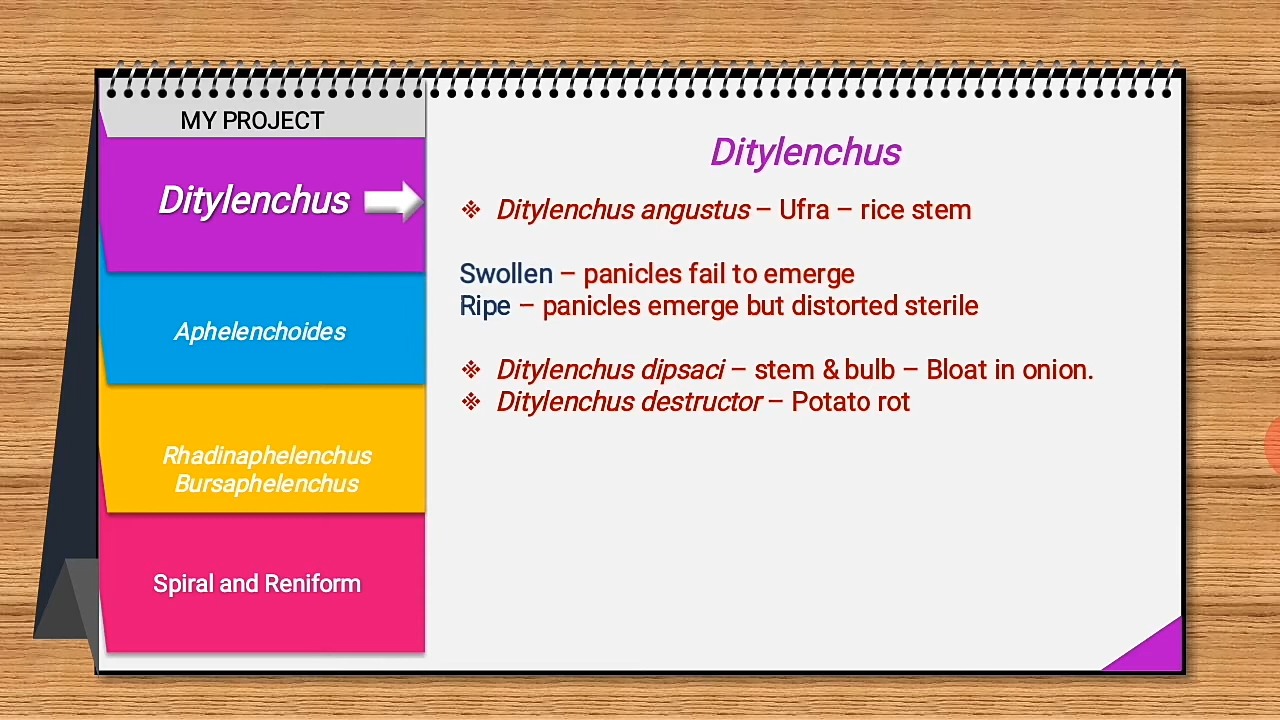 MY PROJECT
Ditylenchus
Aphelenchoides
Rhadinaphelenchus
Bursaphelenchus
Spiral and Reniform
Ditylenchus
❖ Ditylenchus angustus – Ufra – rice stem
Swollen – panicles fail to emerge
Ripe – panicles emerge but distorted sterile
❖ Ditylenchus dipsaci – stem & bulb – Bloat in onion.
❖ Ditylenchus destructor – Potato rot